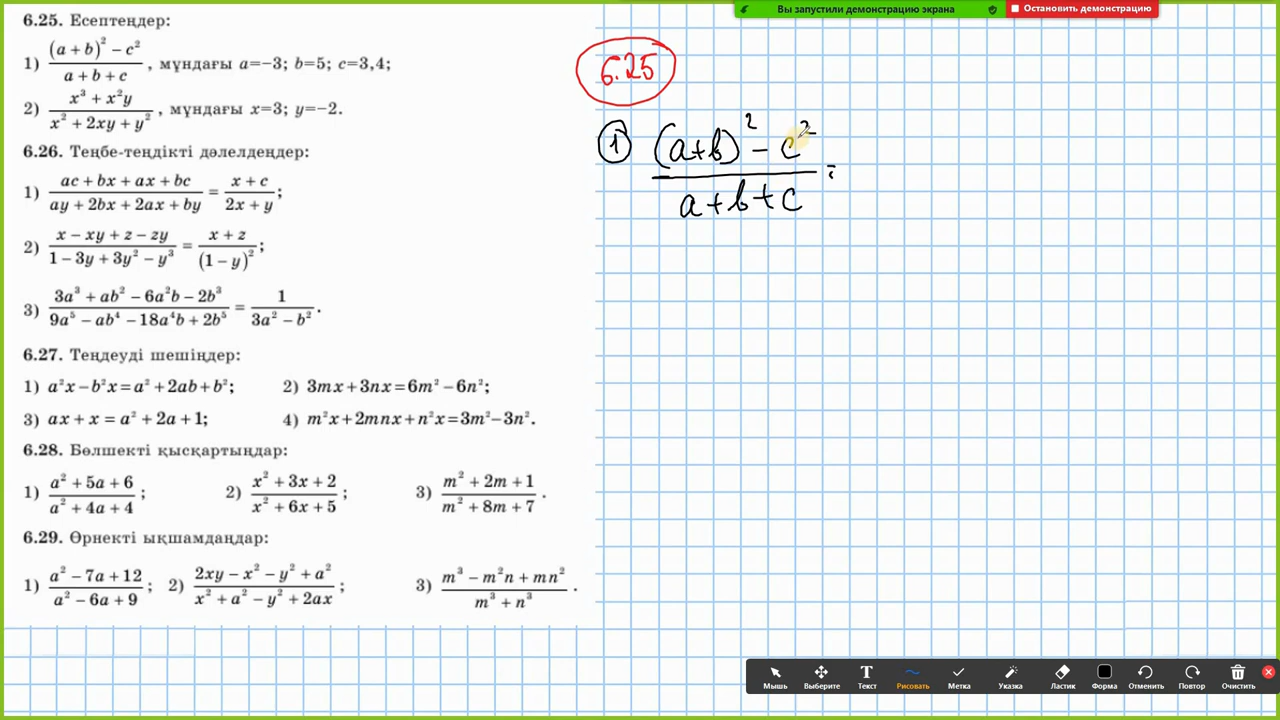 Вы запустили демонстрацию экрана
Остановить демонстрацию
6.25. Есептеңдер:
1) ((a + b)² − c²)/(a + b + c), мұндағы a=−3; b=5; c=3,4;
2) (x³ + x²y)/(x² + 2xy + y²), мұндағы x=3; y=−2.
6.26. Теңбе-теңдікті дәлелдеңдер:
1) (ac + bx + ax + bc)/(ay + 2bx + 2ax + by) = (x + c)/(2x + y);
2) (x − xy + z − zy)/(1 − 3y + 3y² − y³) = (x + z)/(1 − y)²;
3) (3a³ + ab² − 6a²b − 2b³)/(9a⁵ − ab⁴ − 18a⁴b + 2b⁵) = 1/(3a² − b²).
6.27. Теңдеуді шешіңдер:
1) a²x − b²x = a² + 2ab + b²; 2) 3mx + 3nx = 6m² − 6n²;
3) ax + x = a² + 2a + 1; 4) m²x + 2mnx + n²x = 3m² − 3n².
6.28. Бөлшекті қысқартыңдар:
1) (a² + 5a + 6)/(a² + 4a + 4); 2) (x² + 3x + 2)/(x² + 6x + 5); 3) (m² + 2m + 1)/(m² + 8m + 7).
6.29. Өрнекті ықшамдаңдар:
1) (a² − 7a + 12)/(a² − 6a + 9); 2) (2xy − x² − y² + a²)/(x² + a² − y² + 2ax); 3) (m³ − m²n + mn²)/(m³ + n³).
6.25
1 ((a+b)² − c²)/(a+b+c) =
Мышь Выберите Текст Рисовать Метка Указка Ластик Форма Отменить Повтор Очистить